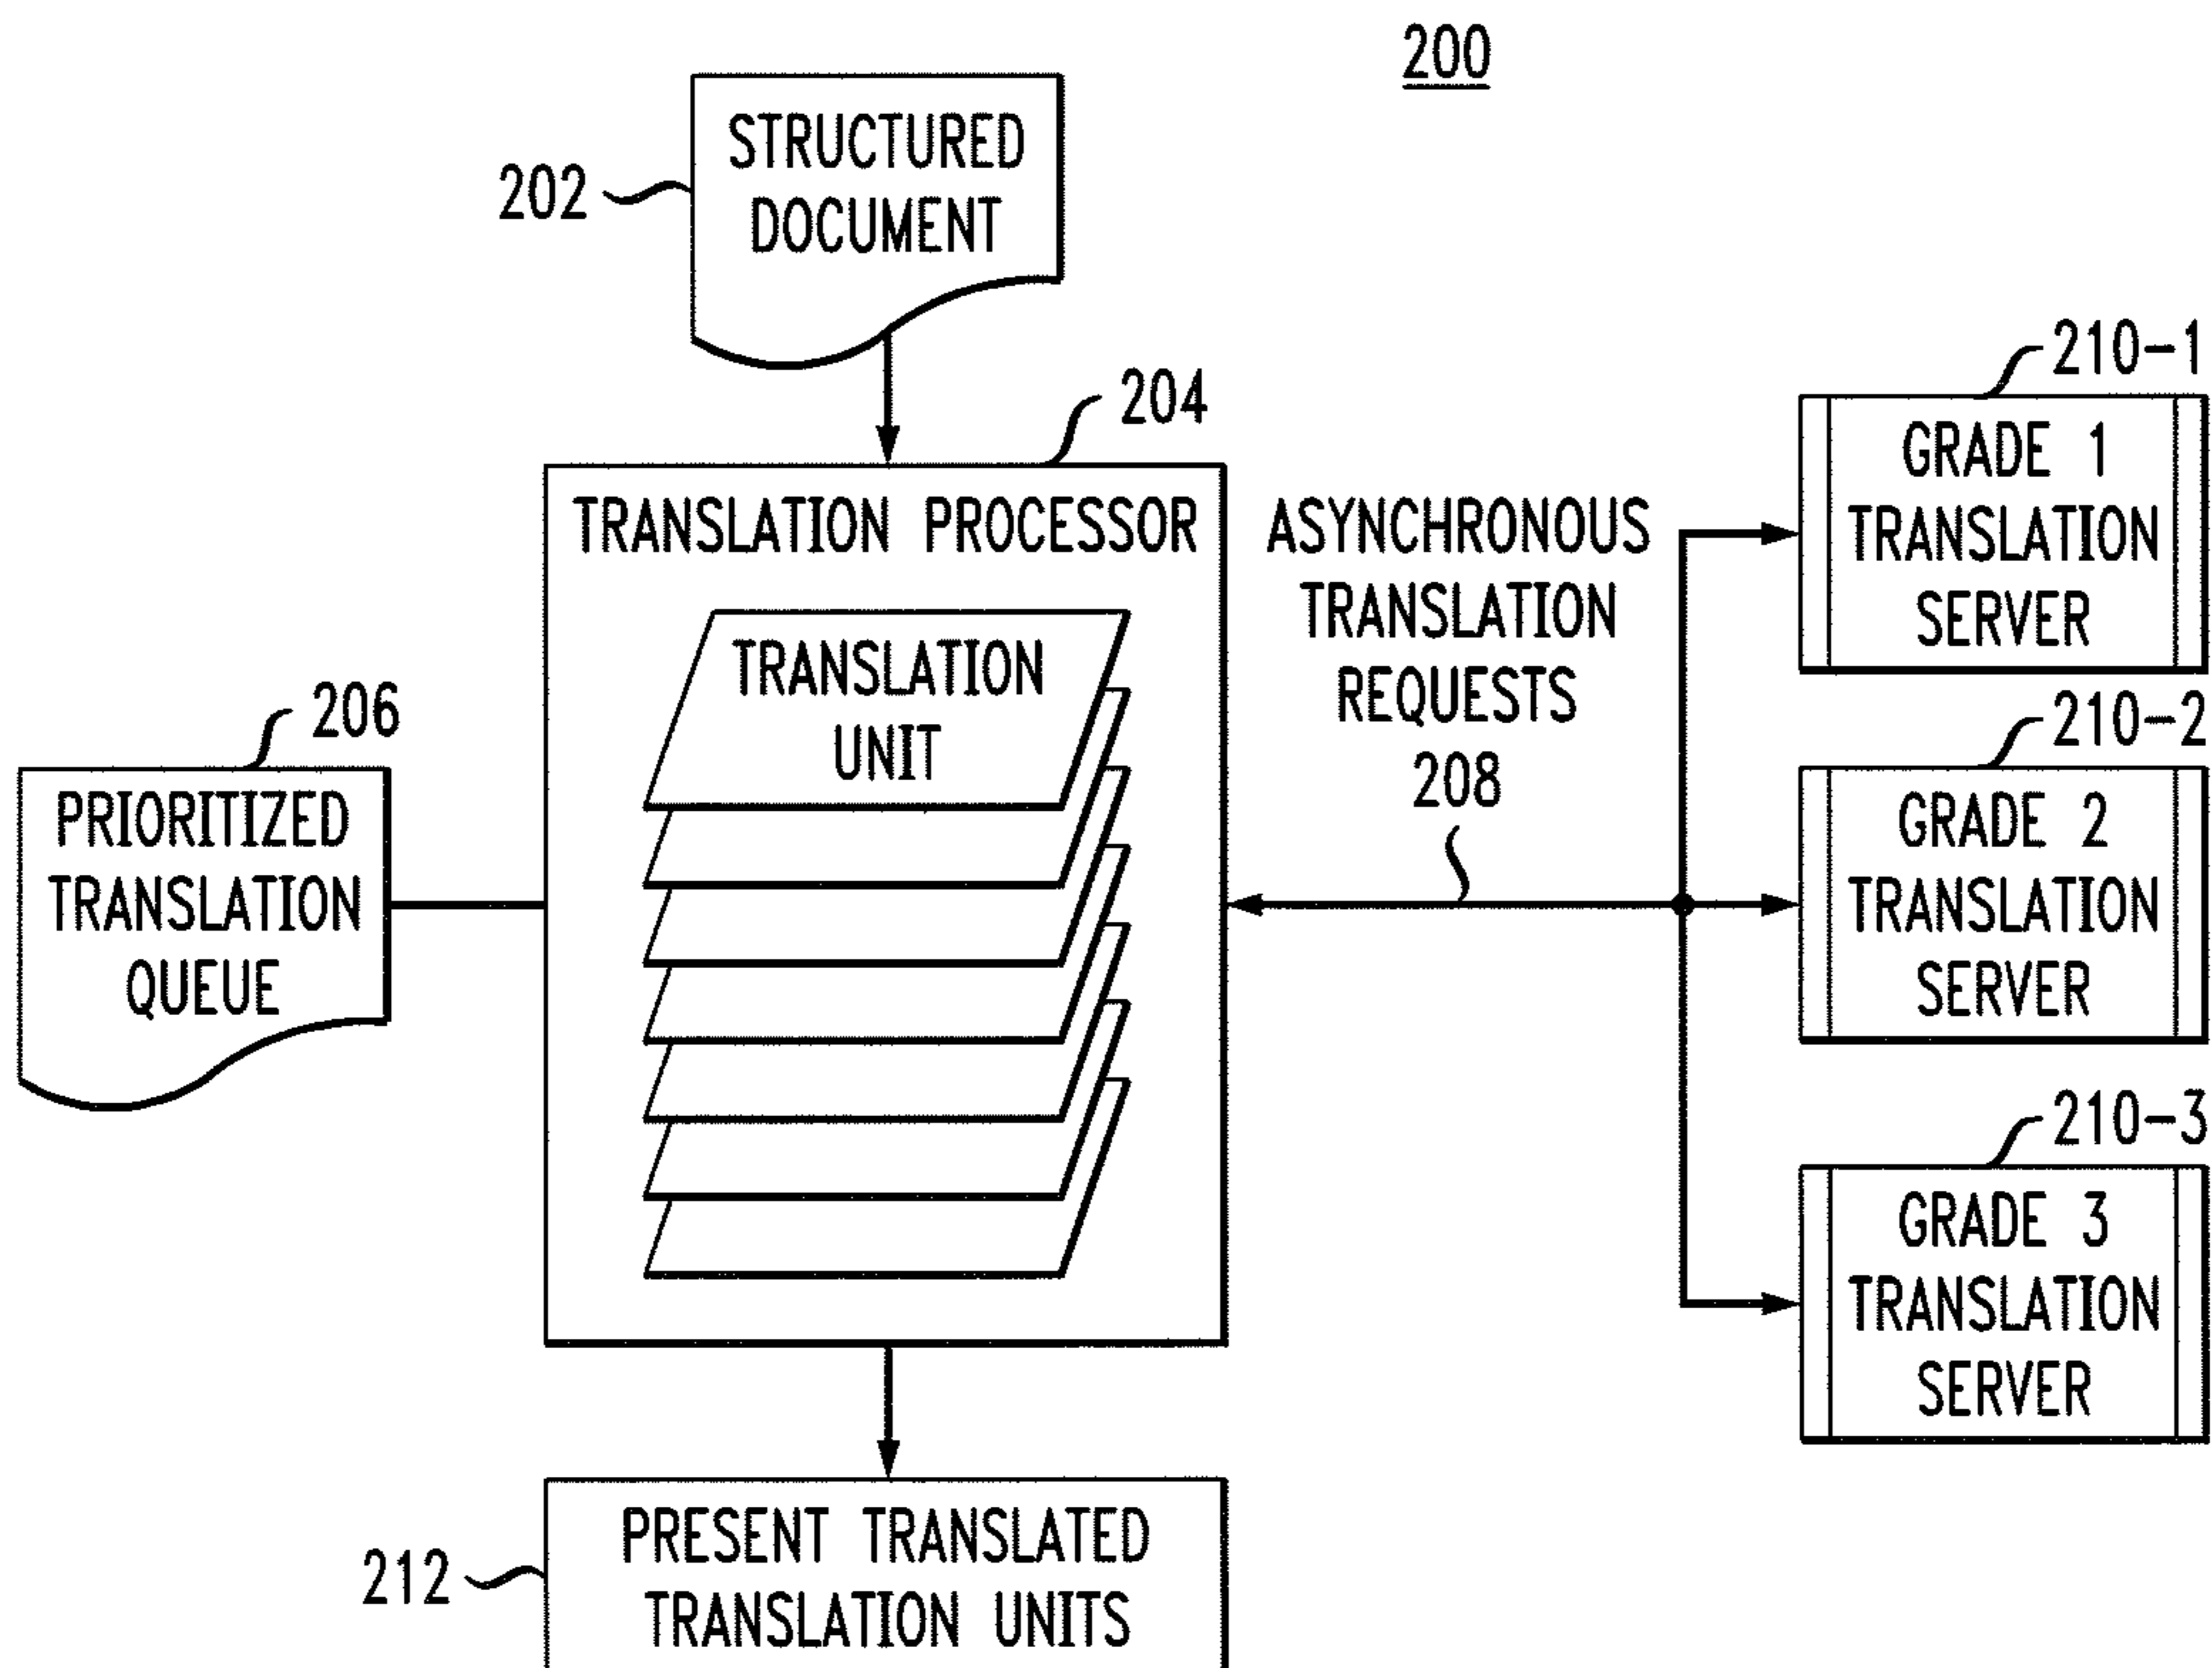 200
STRUCTURED
DOCUMENT
202
204
TRANSLATION PROCESSOR
TRANSLATION
UNIT
206
PRIORITIZED
TRANSLATION
QUEUE
ASYNCHRONOUS
TRANSLATION
REQUESTS
208
210-1
GRADE 1
TRANSLATION
SERVER
210-2
GRADE 2
TRANSLATION
SERVER
210-3
GRADE 3
TRANSLATION
SERVER
212
PRESENT TRANSLATED
TRANSLATION UNITS